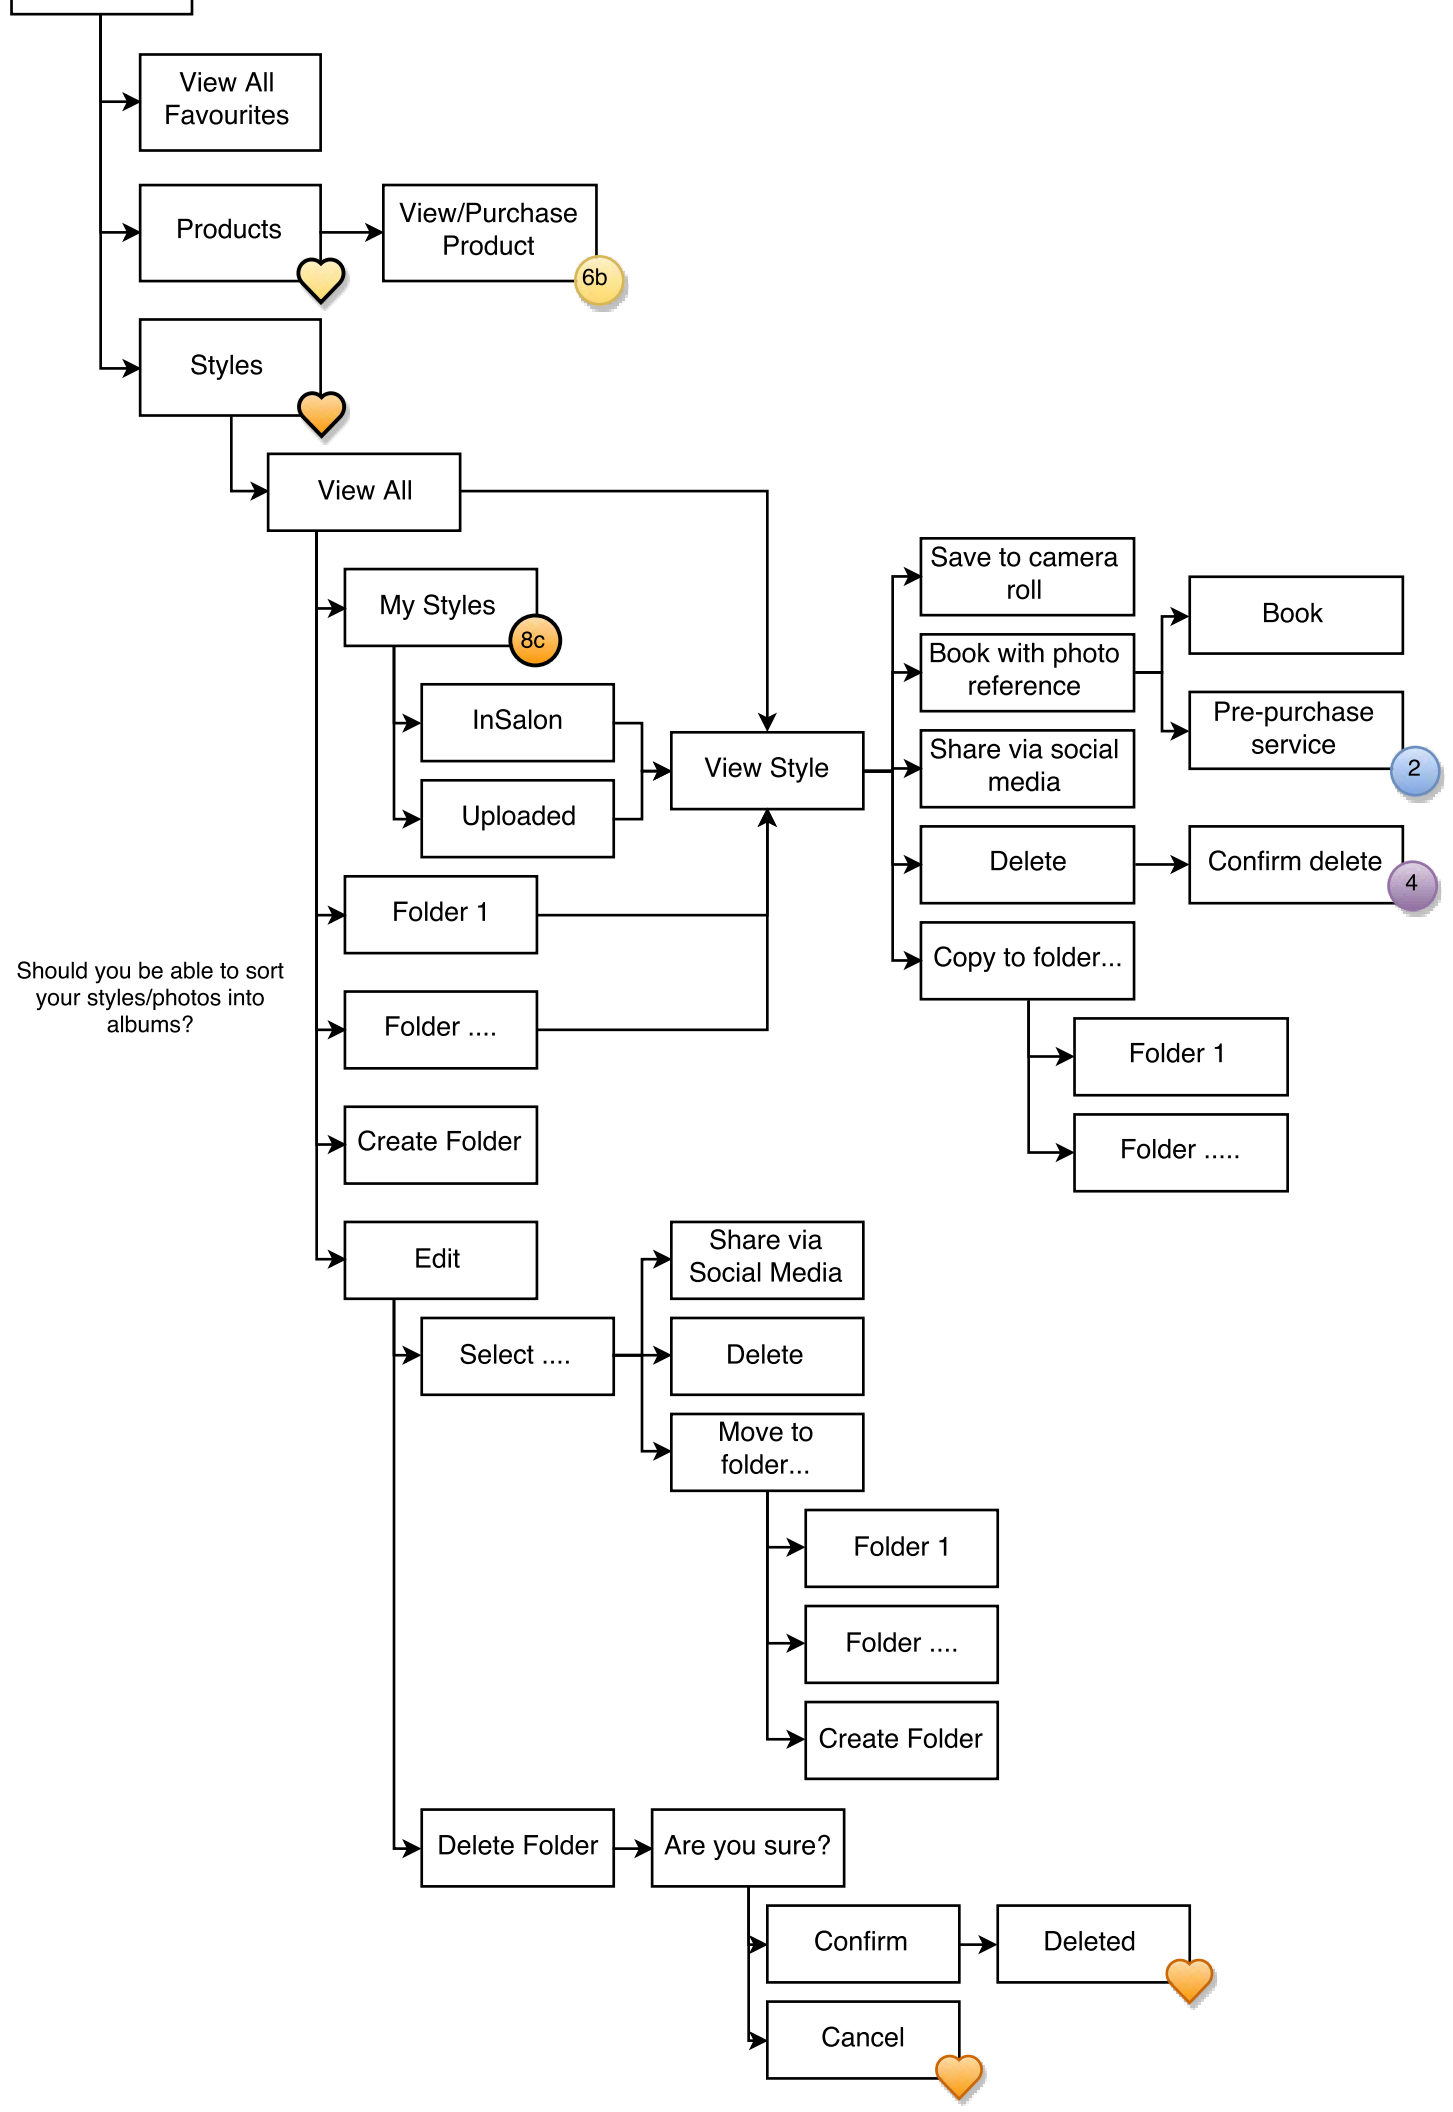 View All
Favourites
Products
View/Purchase
Product
6b
Styles
View All
My Styles
8c
InSalon
Uploaded
View Style
Save to camera
roll
Book with photo
reference
Book
Pre-purchase
service
2
Share via social
media
Delete
Confirm delete
4
Copy to folder...
Folder 1
Folder .....
Folder 1
Should you be able to sort
your styles/photos into
albums?
Folder ....
Create Folder
Edit
Select ....
Share via
Social Media
Delete
Move to
folder...
Folder 1
Folder ....
Create Folder
Delete Folder
Are you sure?
Confirm
Deleted
Cancel